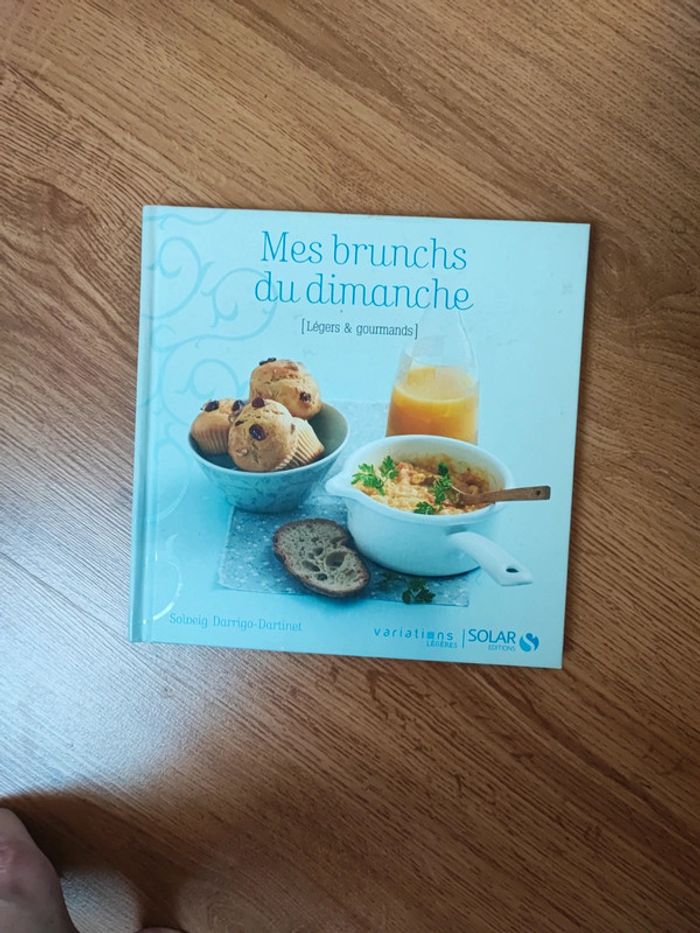 Mes brunchs
du dimanche
[Légers & gourmands]
Solveig Darrigo-Dartinet
variations
LÉGÈRES
SOLAR
EDITIONS